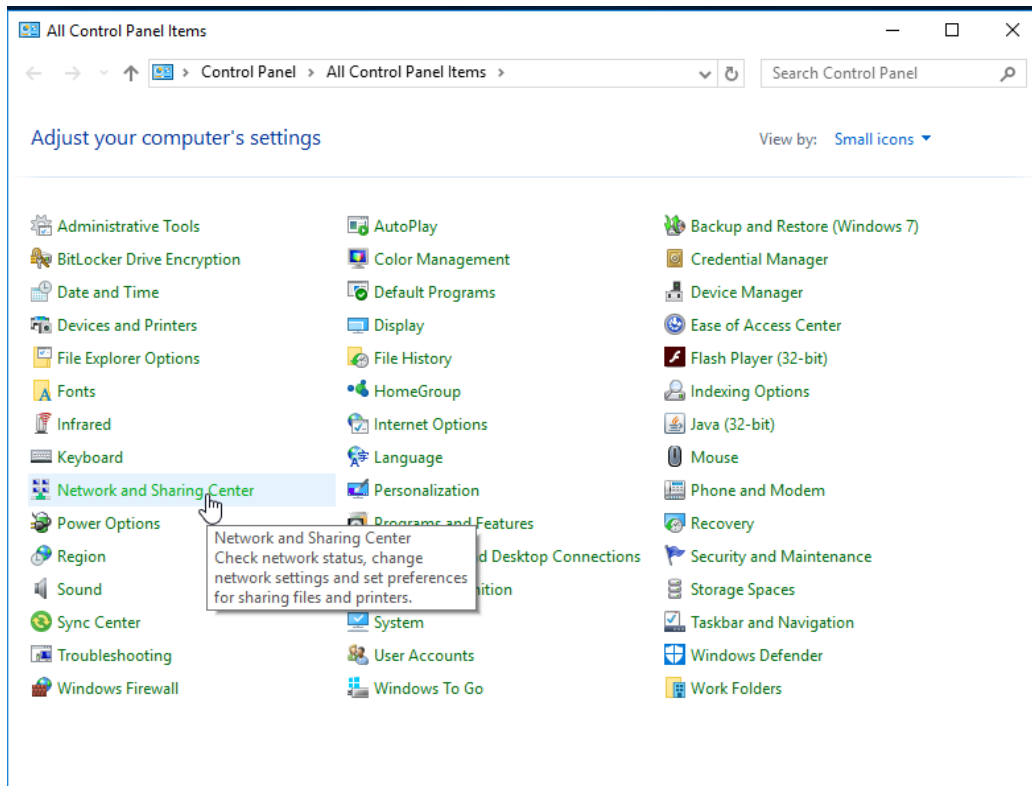 All Control Panel Items
Control Panel > All Control Panel Items >
Search Control Panel
Adjust your computer's settings
View by: Small icons
Administrative Tools
AutoPlay
Backup and Restore (Windows 7)
BitLocker Drive Encryption
Color Management
Credential Manager
Date and Time
Default Programs
Device Manager
Devices and Printers
Display
Ease of Access Center
File Explorer Options
File History
Flash Player (32-bit)
Fonts
HomeGroup
Indexing Options
Infrared
Internet Options
Java (32-bit)
Keyboard
Language
Mouse
Network and Sharing Center
Personalization
Phone and Modem
Power Options
Programs and Features
Recovery
Network and Sharing Center
Check network status, change
network settings and set preferences
for sharing files and printers.
Region
Desktop Connections
Security and Maintenance
Sound
Storage Spaces
Sync Center
System
Taskbar and Navigation
Troubleshooting
User Accounts
Windows Defender
Windows Firewall
Windows To Go
Work Folders